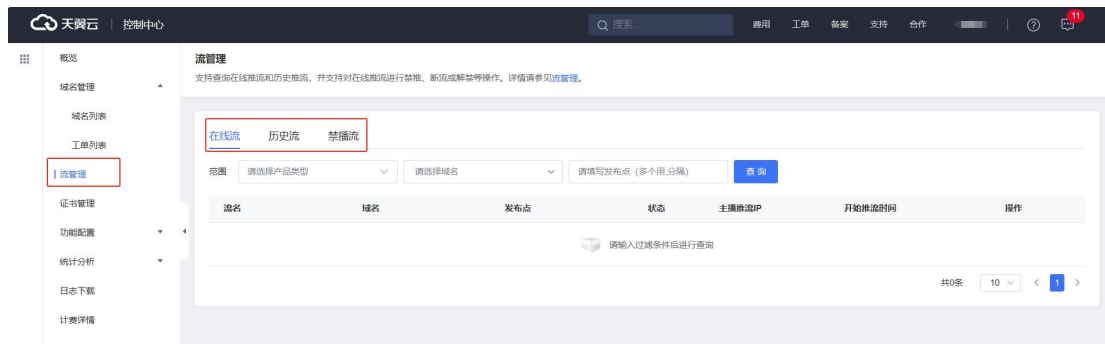 天翼云 控制中心 搜索... 费用 工单 备案 支持 合作 11
概览
域名管理
域名列表
工单列表
流管理
证书管理
功能配置
统计分析
日志下载
计费详情
流管理
支持查询在线推流和历史推流，并支持对在线推流进行禁推、断流或解禁等操作。详情请参见流管理。
在线流 历史流 禁播流
范围 请选择产品类型 请选择域名 请填写发布点 (多个用,分隔) 查询
流名 域名 发布点 状态 主播推流IP 开始推流时间 操作
请输入过滤条件后进行查询
共0条 10 1